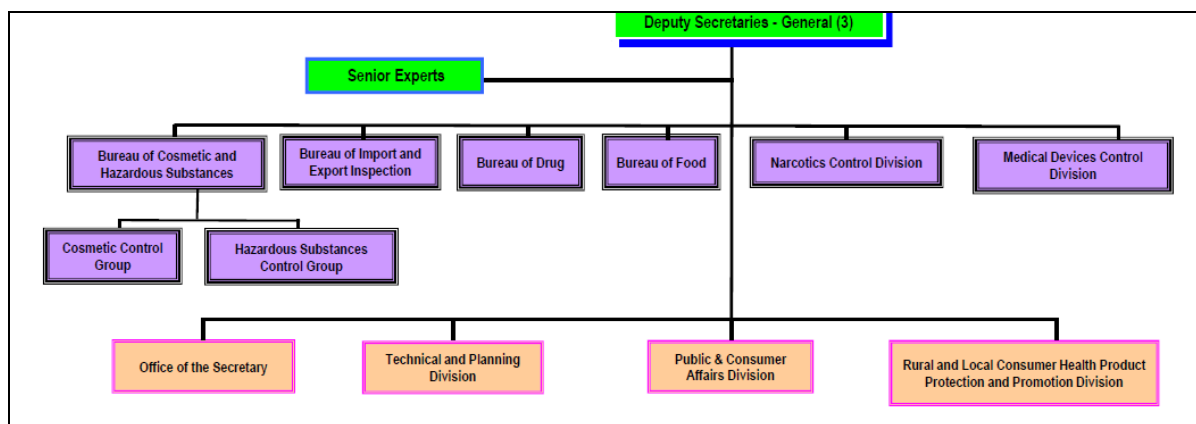 Deputy Secretaries - General (3)
Senior Experts
Bureau of Cosmetic and
Hazardous Substances
Bureau of Import and
Export Inspection
Bureau of Drug
Bureau of Food
Narcotics Control Division
Medical Devices Control
Division
Cosmetic Control
Group
Hazardous Substances
Control Group
Office of the Secretary
Technical and Planning
Division
Public & Consumer
Affairs Division
Rural and Local Consumer Health Product
Protection and Promotion Division